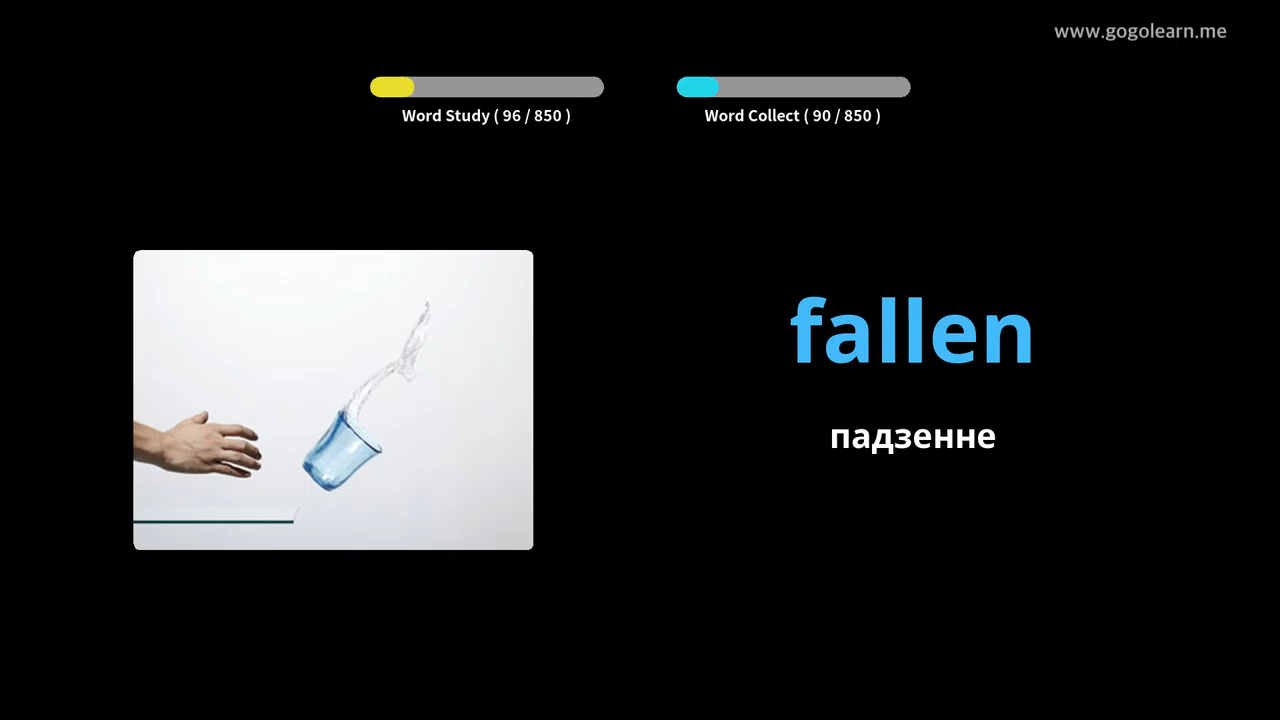 www.gogolearn.me
Word Study ( 96 / 850 )
Word Collect ( 90 / 850 )
fallen
падзенне